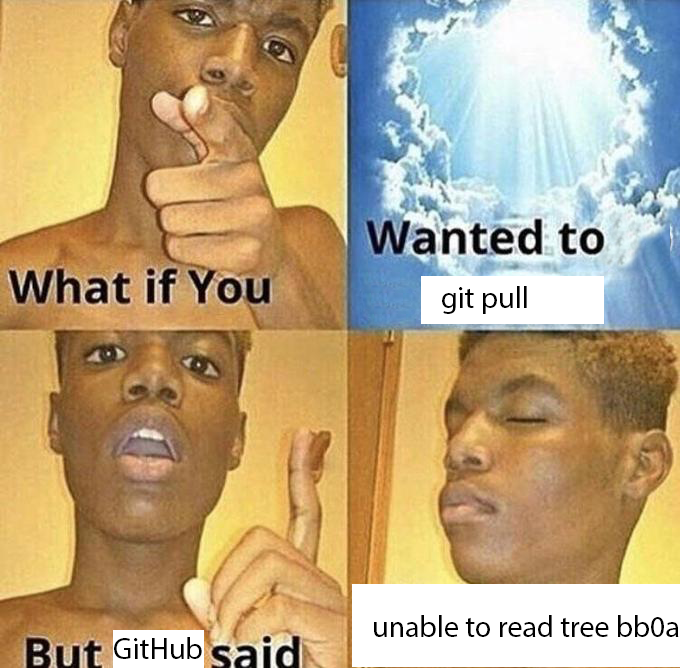 What if You
Wanted to
git pull
But GitHub said
unable to read tree bb0a